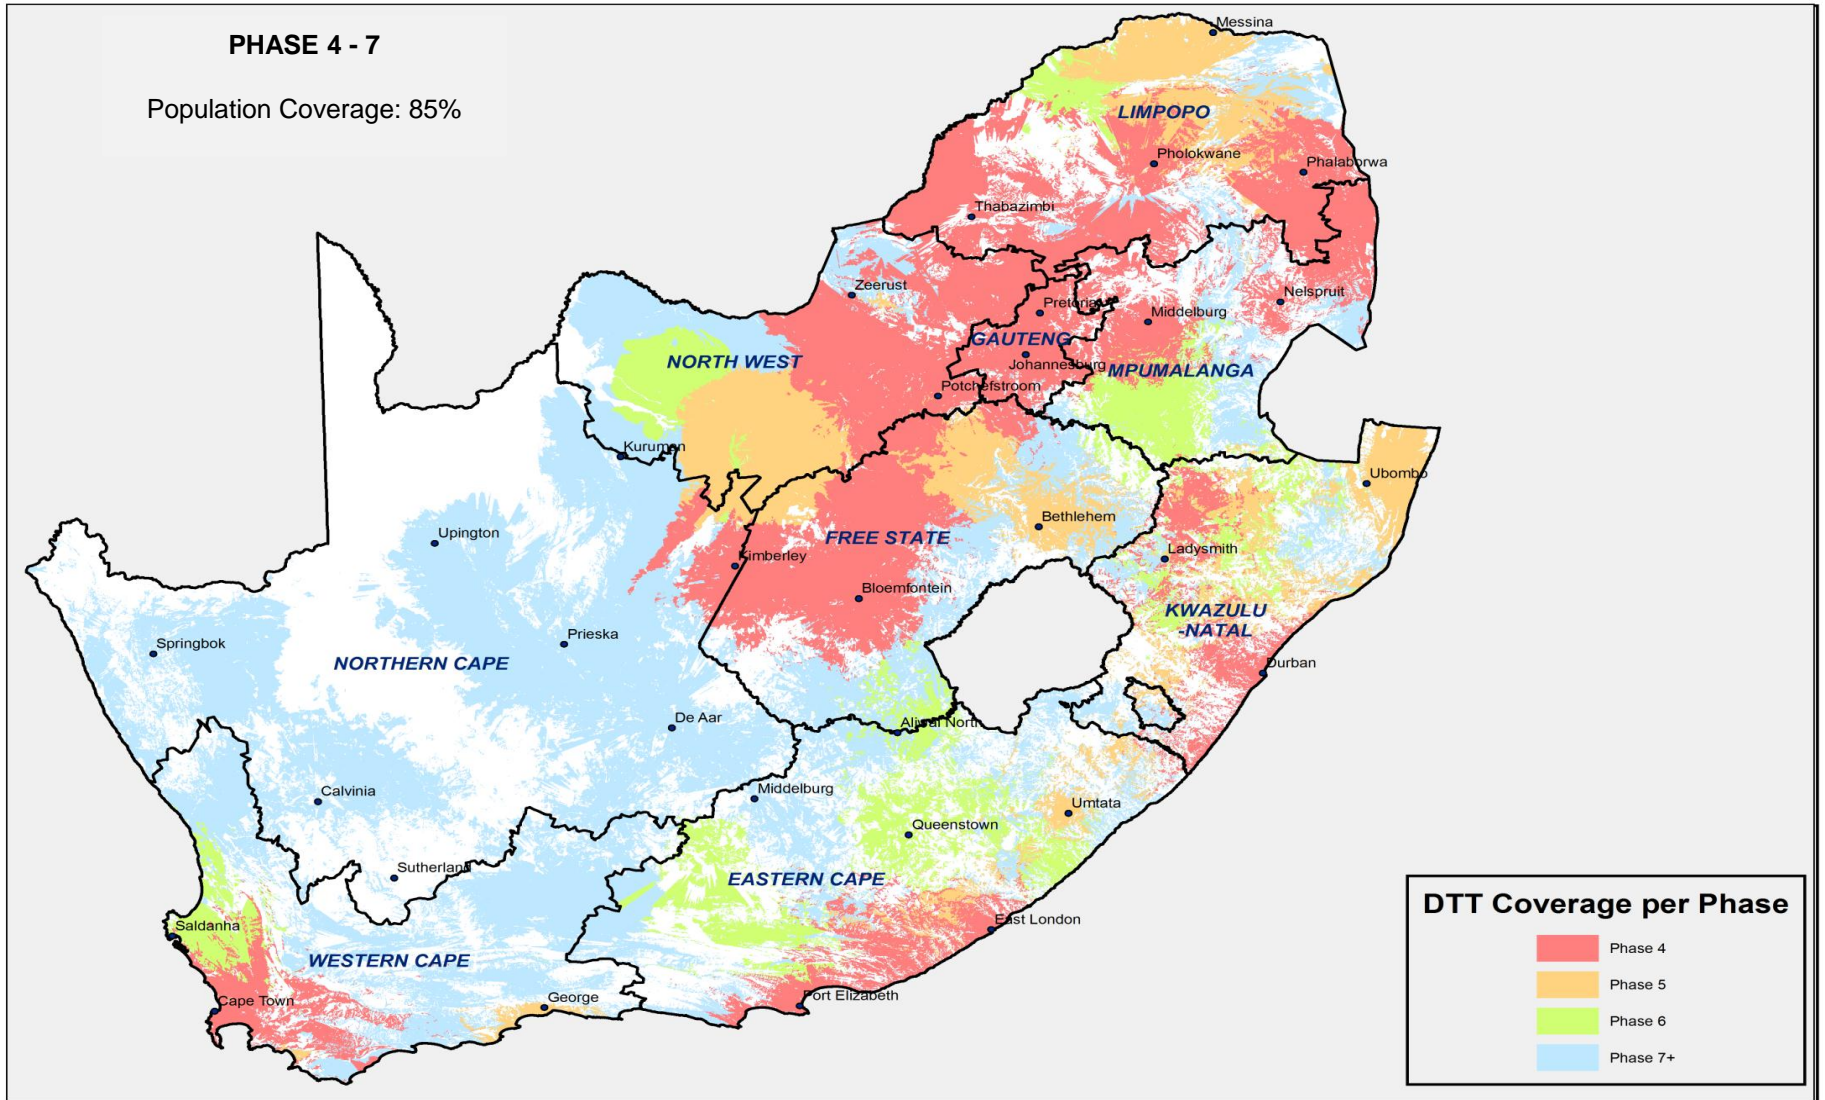 PHASE 4 - 7
Population Coverage: 85%
Messina
LIMPOPO
Pholokwane
Phalaborwa
Thabazimbi
Zeerust
Pretoria
Nelspruit
Middelburg
GAUTENG
NORTH WEST
Johannesburg
MPUMALANGA
Potchefstroom
Kuruman
Ubombo
Bethlehem
Upington
FREE STATE
Ladysmith
Kimberley
Bloemfontein
KWAZULU
-NATAL
Prieska
Springbok
NORTHERN CAPE
Durban
De Aar
Aliwal North
Calvinia
Middelburg
Umtata
Queenstown
Sutherland
EASTERN CAPE
East London
Saldanha
WESTERN CAPE
George
Port Elizabeth
Cape Town
DTT Coverage per Phase
Phase 4
Phase 5
Phase 6
Phase 7+